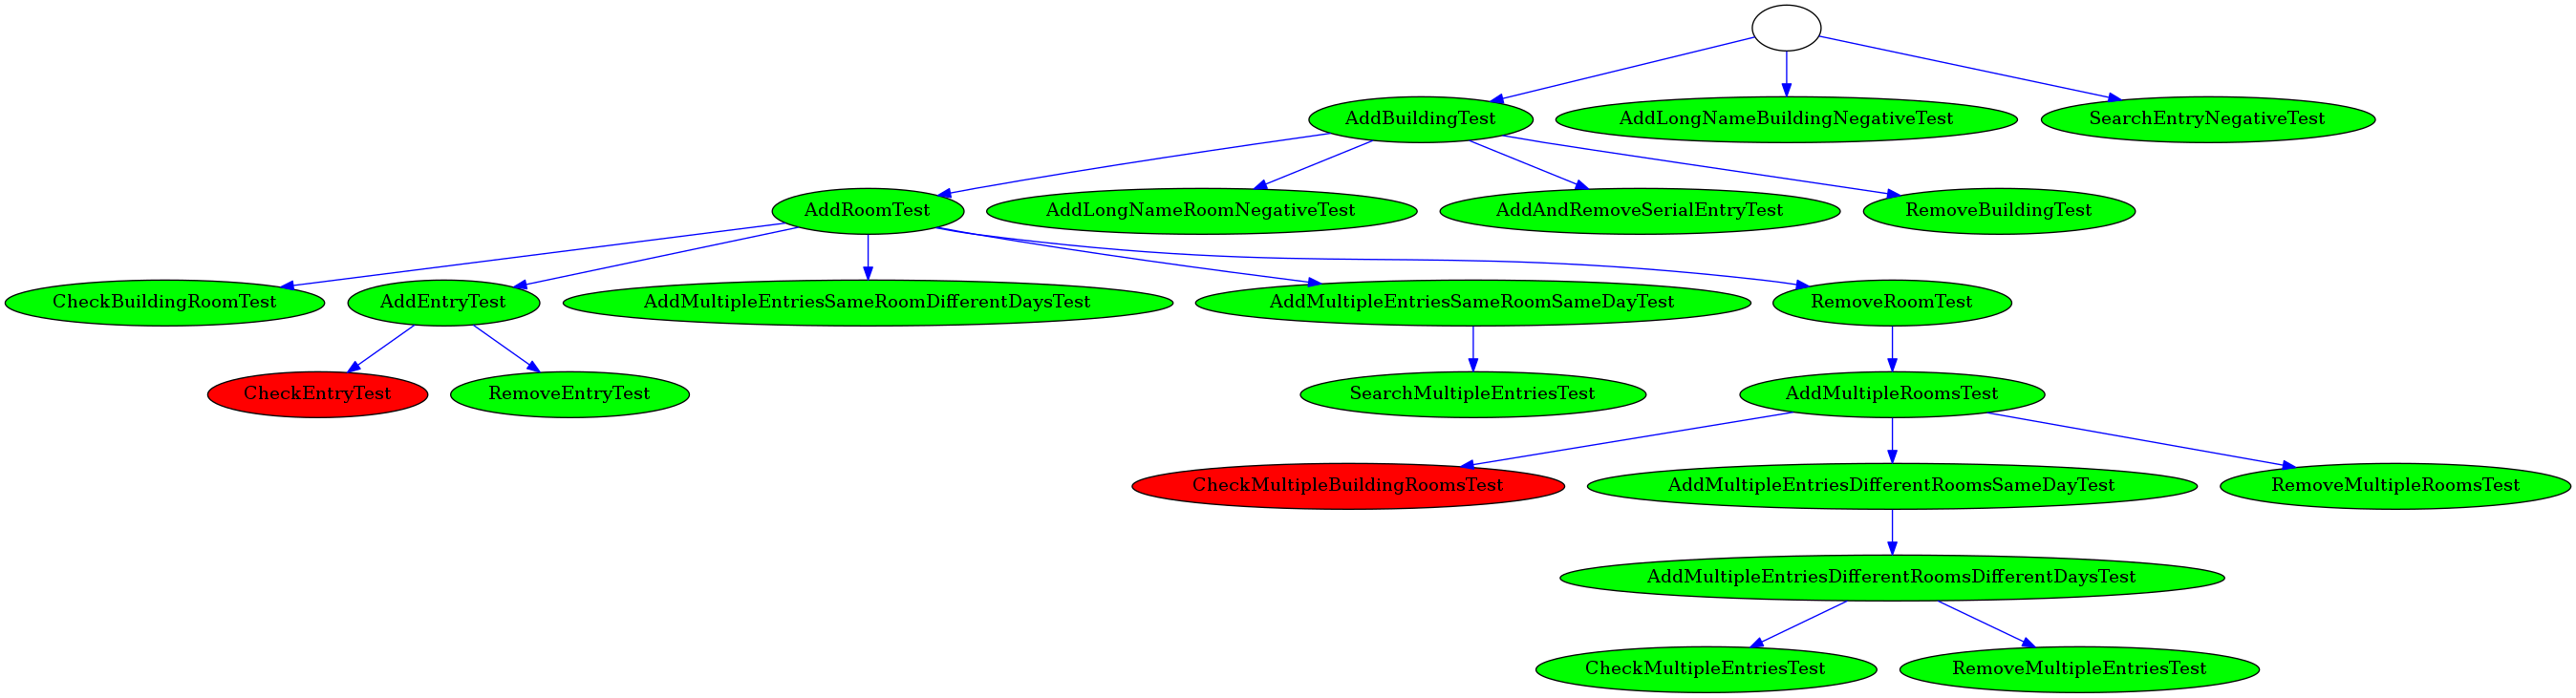 AddBuildingTest
AddLongNameBuildingNegativeTest
SearchEntryNegativeTest
AddRoomTest
AddLongNameRoomNegativeTest
AddAndRemoveSerialEntryTest
RemoveBuildingTest
CheckBuildingRoomTest
AddEntryTest
AddMultipleEntriesSameRoomDifferentDaysTest
AddMultipleEntriesSameRoomSameDayTest
RemoveRoomTest
CheckEntryTest
RemoveEntryTest
SearchMultipleEntriesTest
AddMultipleRoomsTest
CheckMultipleBuildingRoomsTest
AddMultipleEntriesDifferentRoomsSameDayTest
RemoveMultipleRoomsTest
AddMultipleEntriesDifferentRoomsDifferentDaysTest
CheckMultipleEntriesTest
RemoveMultipleEntriesTest